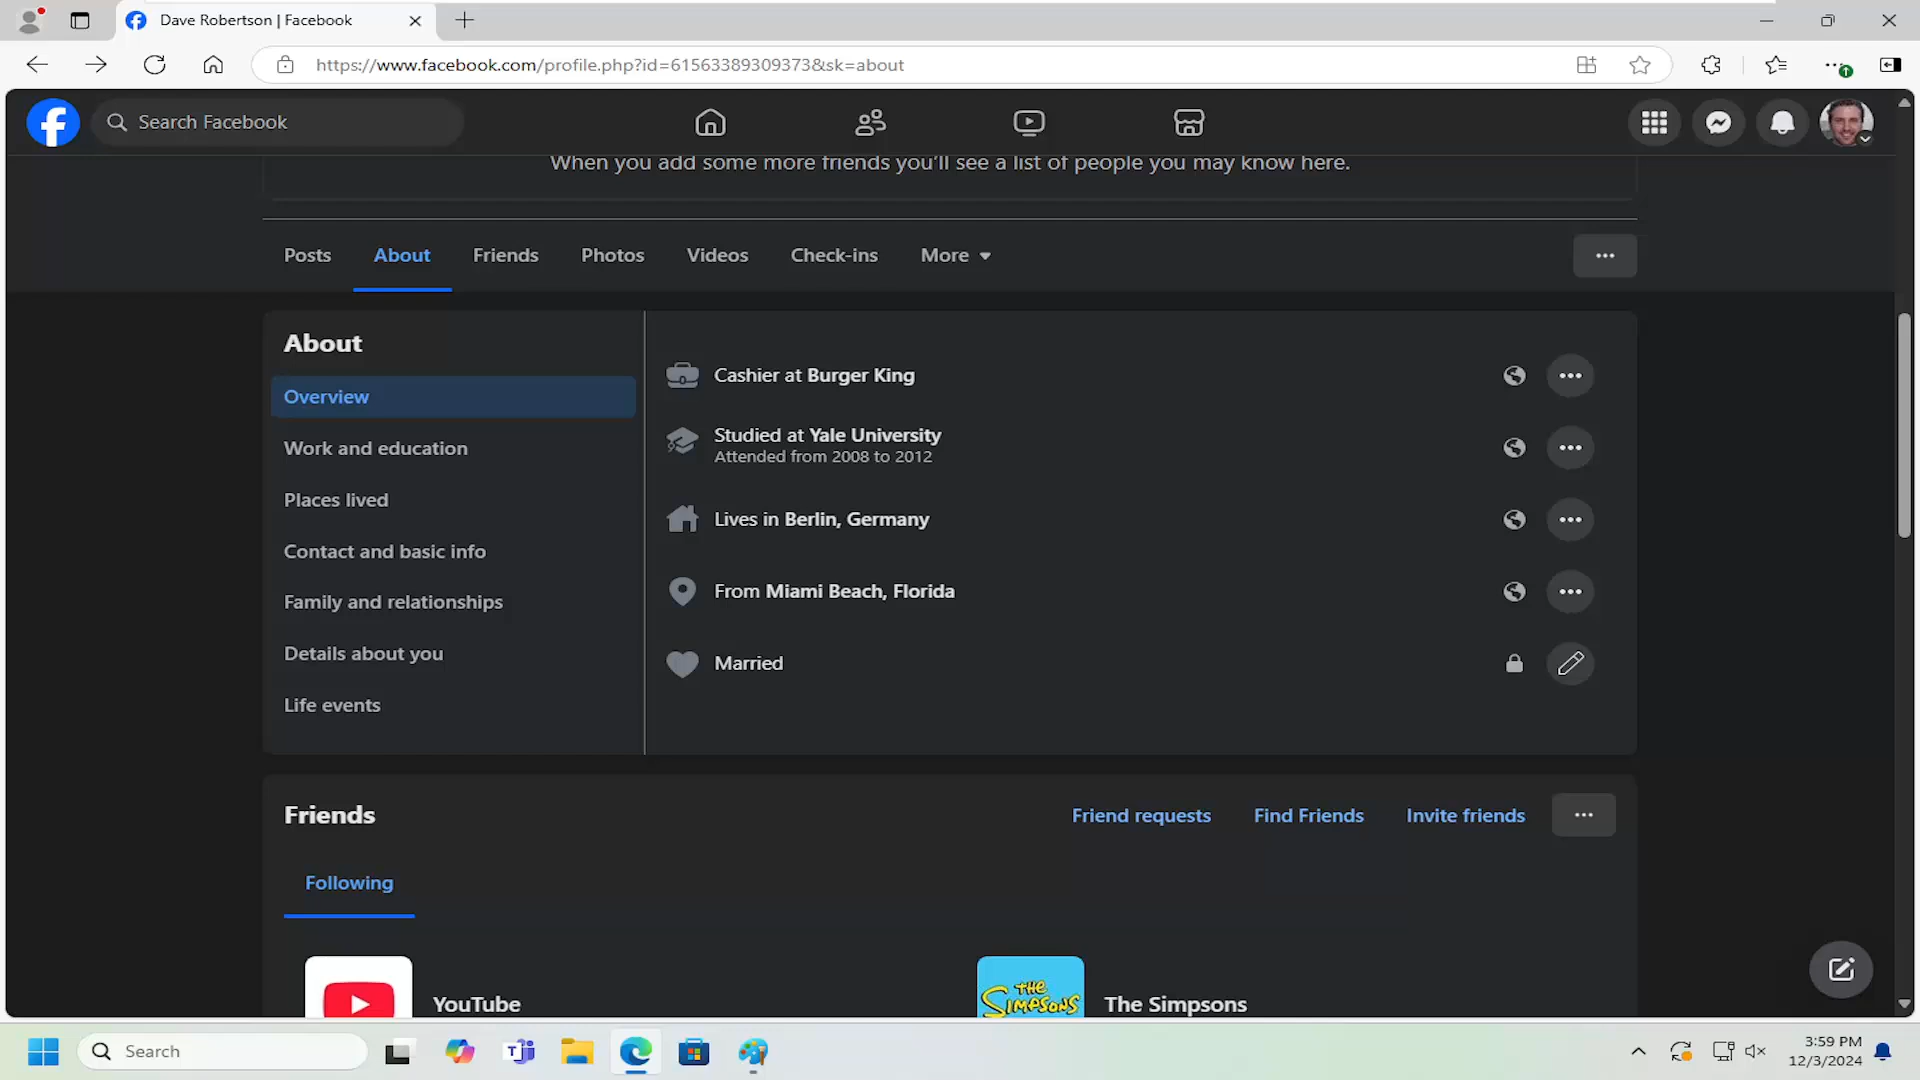 Dave Robertson | Facebook
https://www.facebook.com/profile.php?id=61563389309373&sk=about
Search Facebook
When you add some more friends you'll see a list of people you may know here.
Posts About Friends Photos Videos Check-ins More
About
Overview
Work and education
Places lived
Contact and basic info
Family and relationships
Details about you
Life events
Cashier at Burger King
Studied at Yale University
Attended from 2008 to 2012
Lives in Berlin, Germany
From Miami Beach, Florida
Married
Friends Friend requests Find Friends Invite friends
Following
YouTube
THE
SIMPSONS
The Simpsons
Search
3:59 PM
12/3/2024